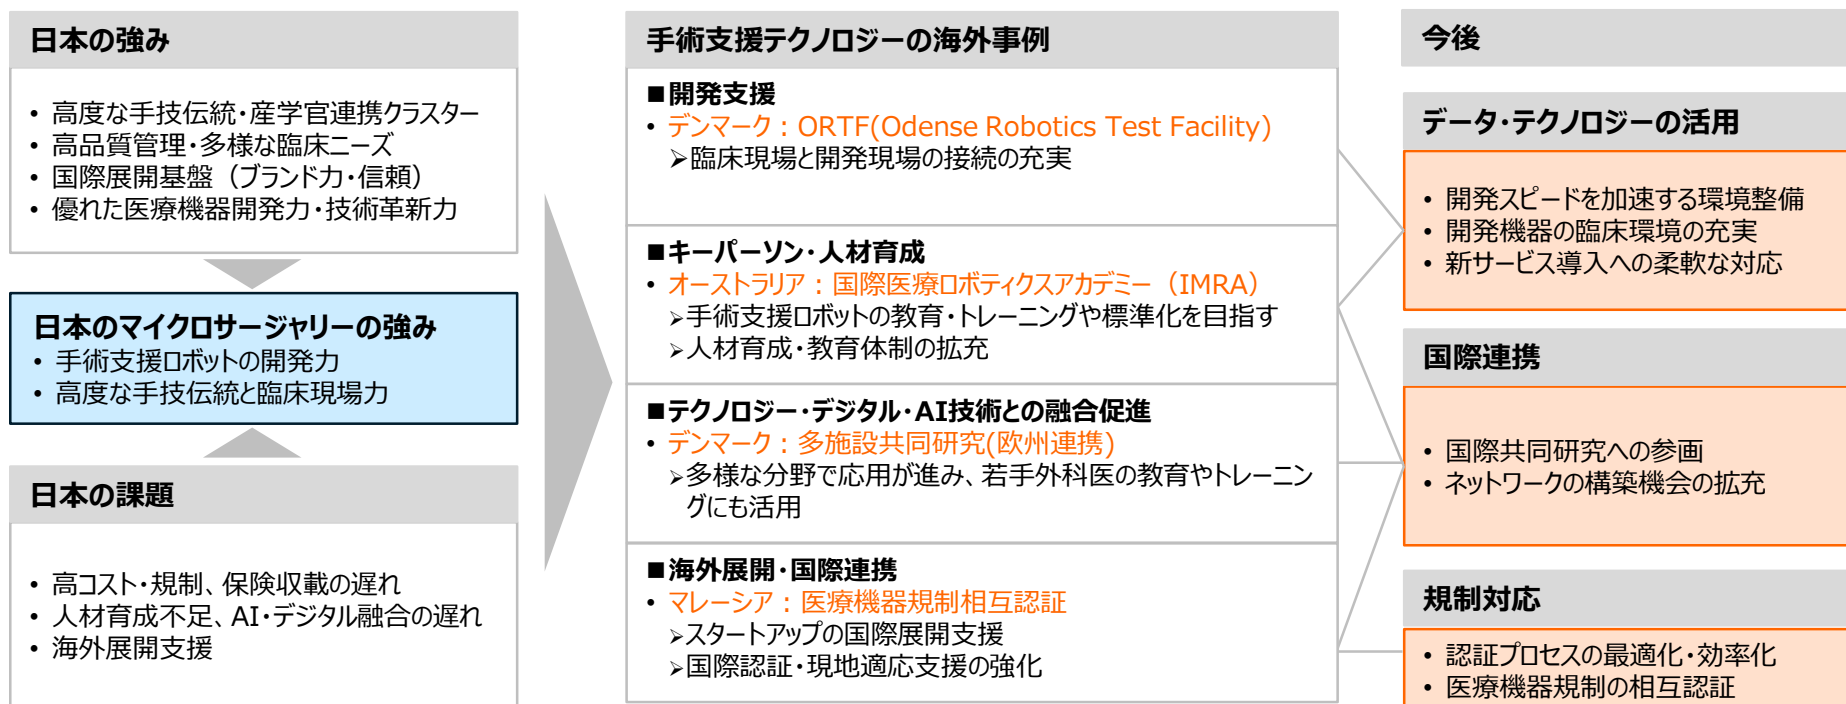 日本の強み
• 高度な手技伝統・産学官連携クラスター
• 高品質管理・多様な臨床ニーズ
• 国際展開基盤（ブランド力・信頼）
• 優れた医療機器開発力・技術革新力
日本のマイクロサージャリーの強み
• 手術支援ロボットの開発力
• 高度な手技伝統と臨床現場力
日本の課題
• 高コスト・規制、保険収載の遅れ
• 人材育成不足、AI・デジタル融合の遅れ
• 海外展開支援
手術支援テクノロジーの海外事例
■開発支援
• デンマーク：ORTF(Odense Robotics Test Facility)
➢臨床現場と開発現場の接続の充実
■キーパーソン・人材育成
• オーストラリア：国際医療ロボティクスアカデミー（IMRA）
➢手術支援ロボットの教育・トレーニングや標準化を目指す
➢人材育成・教育体制の拡充
■テクノロジー・デジタル・AI技術との融合促進
• デンマーク：多施設共同研究(欧州連携)
➢多様な分野で応用が進み、若手外科医の教育やトレーニン
グにも活用
■海外展開・国際連携
• マレーシア：医療機器規制相互認証
➢スタートアップの国際展開支援
➢国際認証・現地適応支援の強化
今後
データ・テクノロジーの活用
• 開発スピードを加速する環境整備
• 開発機器の臨床環境の充実
• 新サービス導入への柔軟な対応
国際連携
• 国際共同研究への参画
• ネットワークの構築機会の拡充
規制対応
• 認証プロセスの最適化・効率化
• 医療機器規制の相互認証